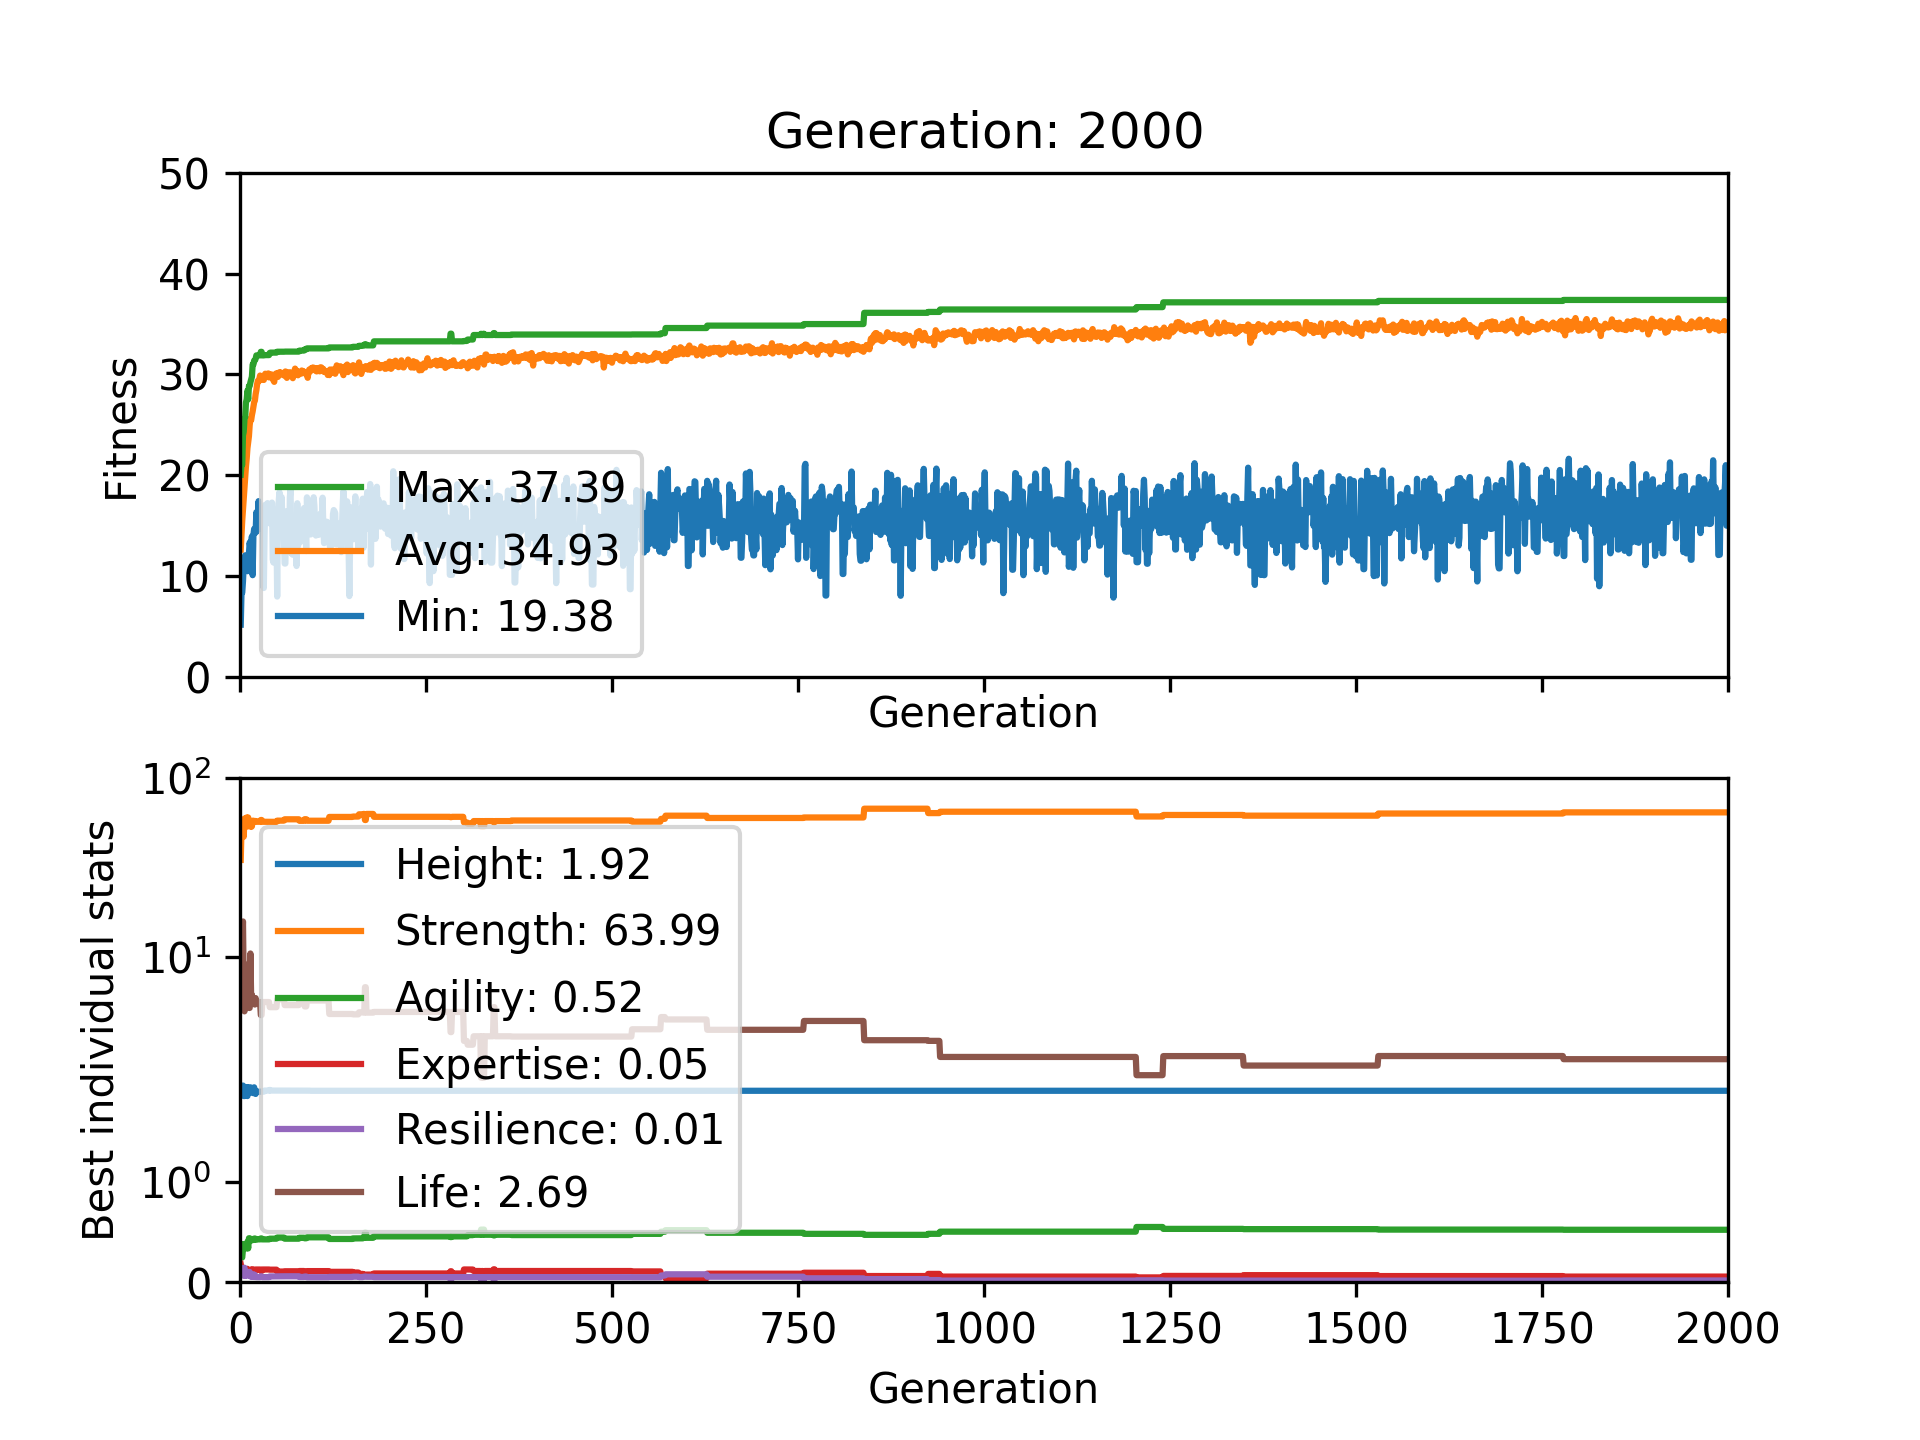 Generation: 2000
50
40
30
20
10
0
Fitness
Max: 37.39
Avg: 34.93
Min: 19.38
Generation
10²
10¹
10⁰
0
Best individual stats
Height: 1.92
Strength: 63.99
Agility: 0.52
Expertise: 0.05
Resilience: 0.01
Life: 2.69
0 250 500 750 1000 1250 1500 1750 2000
Generation